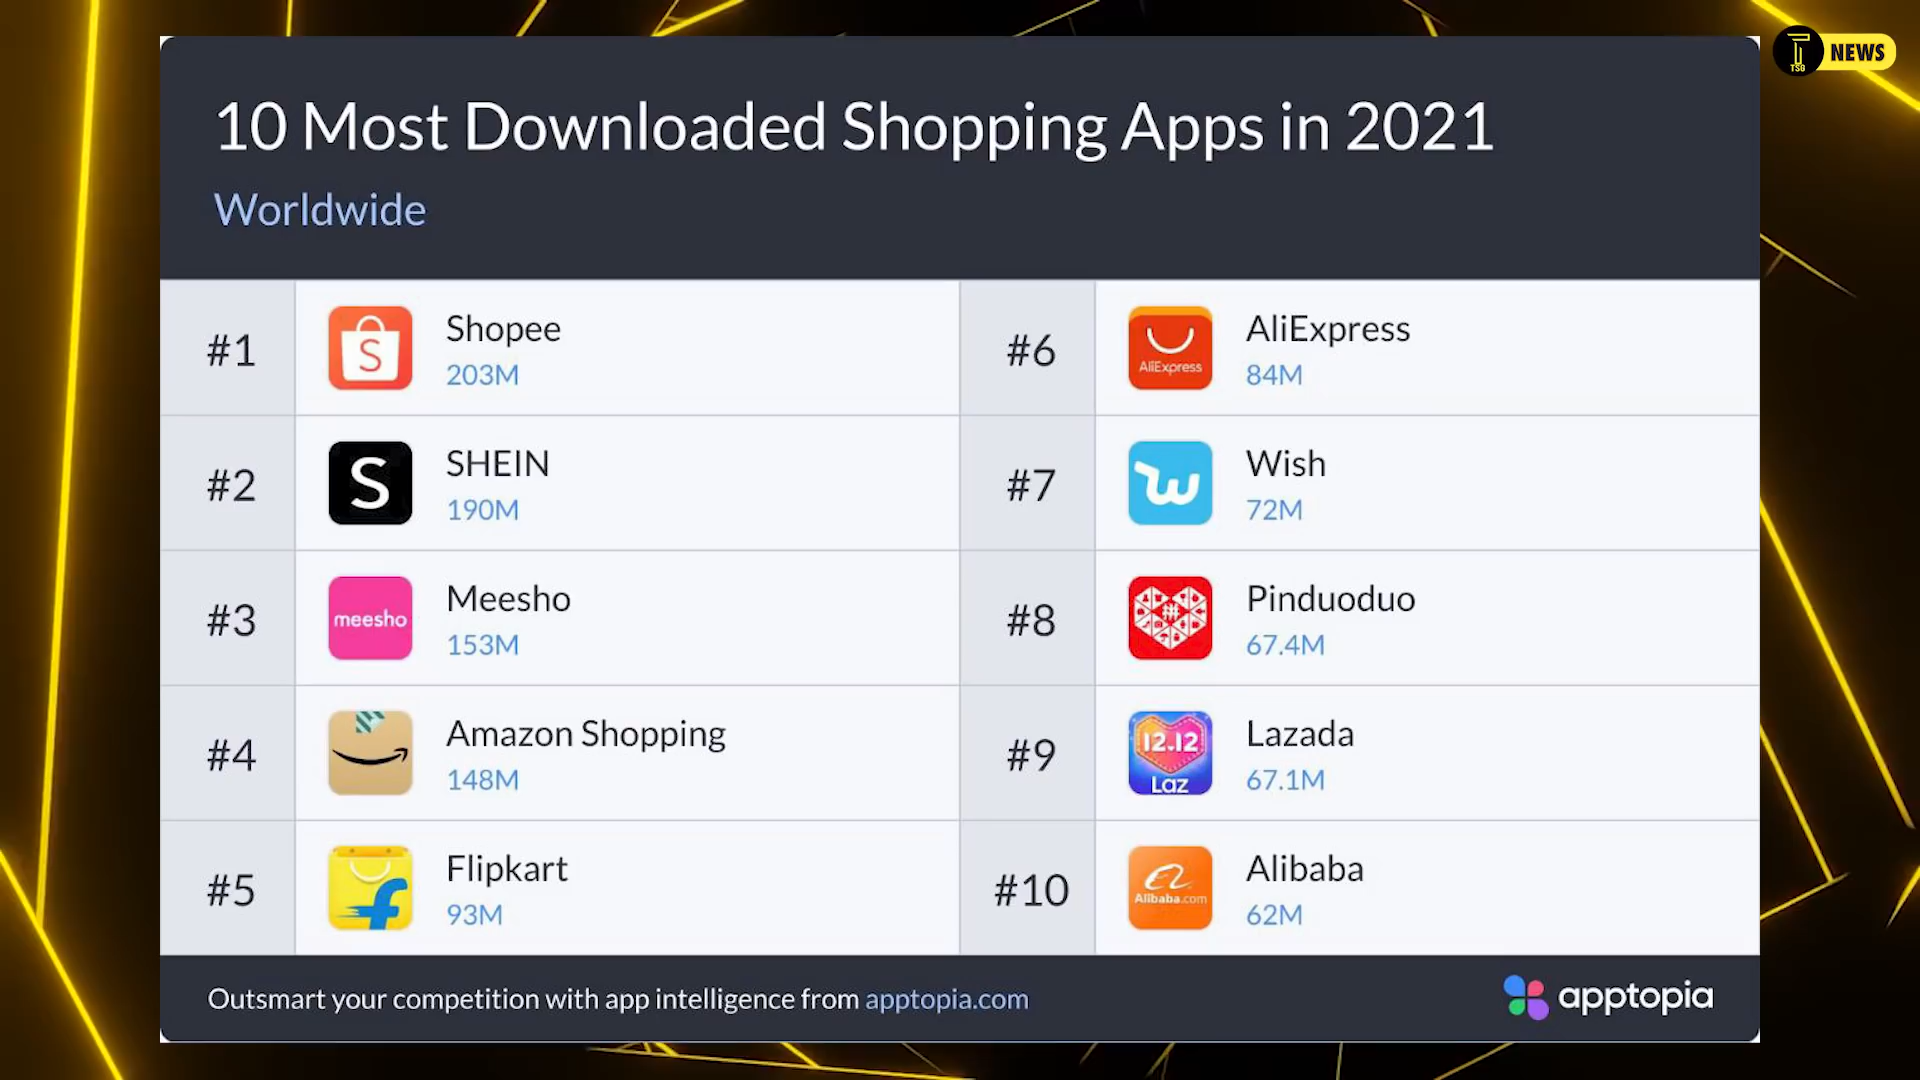 TSG
NEWS
10 Most Downloaded Shopping Apps in 2021
Worldwide
#1
S
Shopee
203M
#2
S
SHEIN
190M
#3
meesho
Meesho
153M
#4
Amazon Shopping
148M
#5
f
Flipkart
93M
#6
AliExpress
AliExpress
84M
#7
w
Wish
72M
#8
拼
Pinduoduo
67.4M
#9
12.12
Laz
Lazada
67.1M
#10
Alibaba.com
Alibaba
62M
Outsmart your competition with app intelligence from apptopia.com
apptopia